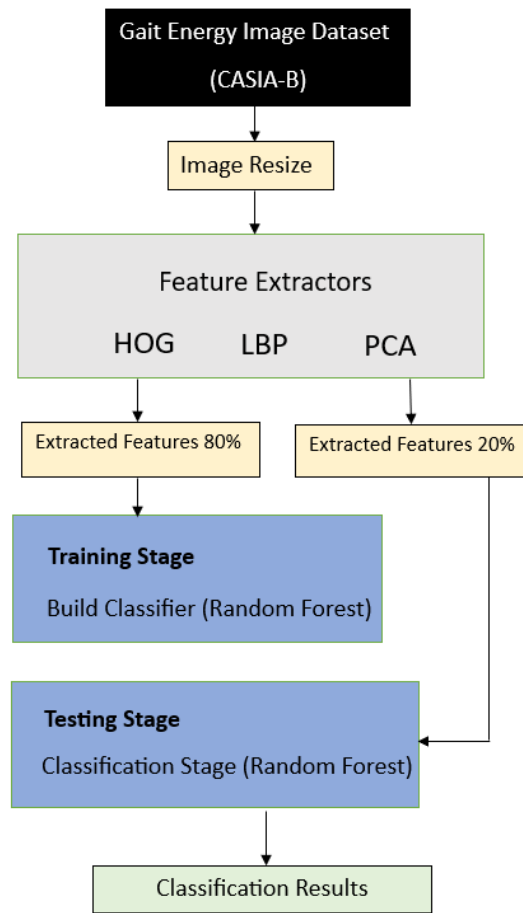 Gait Energy Image Dataset
(CASIA-B)
Image Resize
Feature Extractors
HOG LBP PCA
Extracted Features 80%
Extracted Features 20%
Training Stage
Build Classifier (Random Forest)
Testing Stage
Classification Stage (Random Forest)
Classification Results